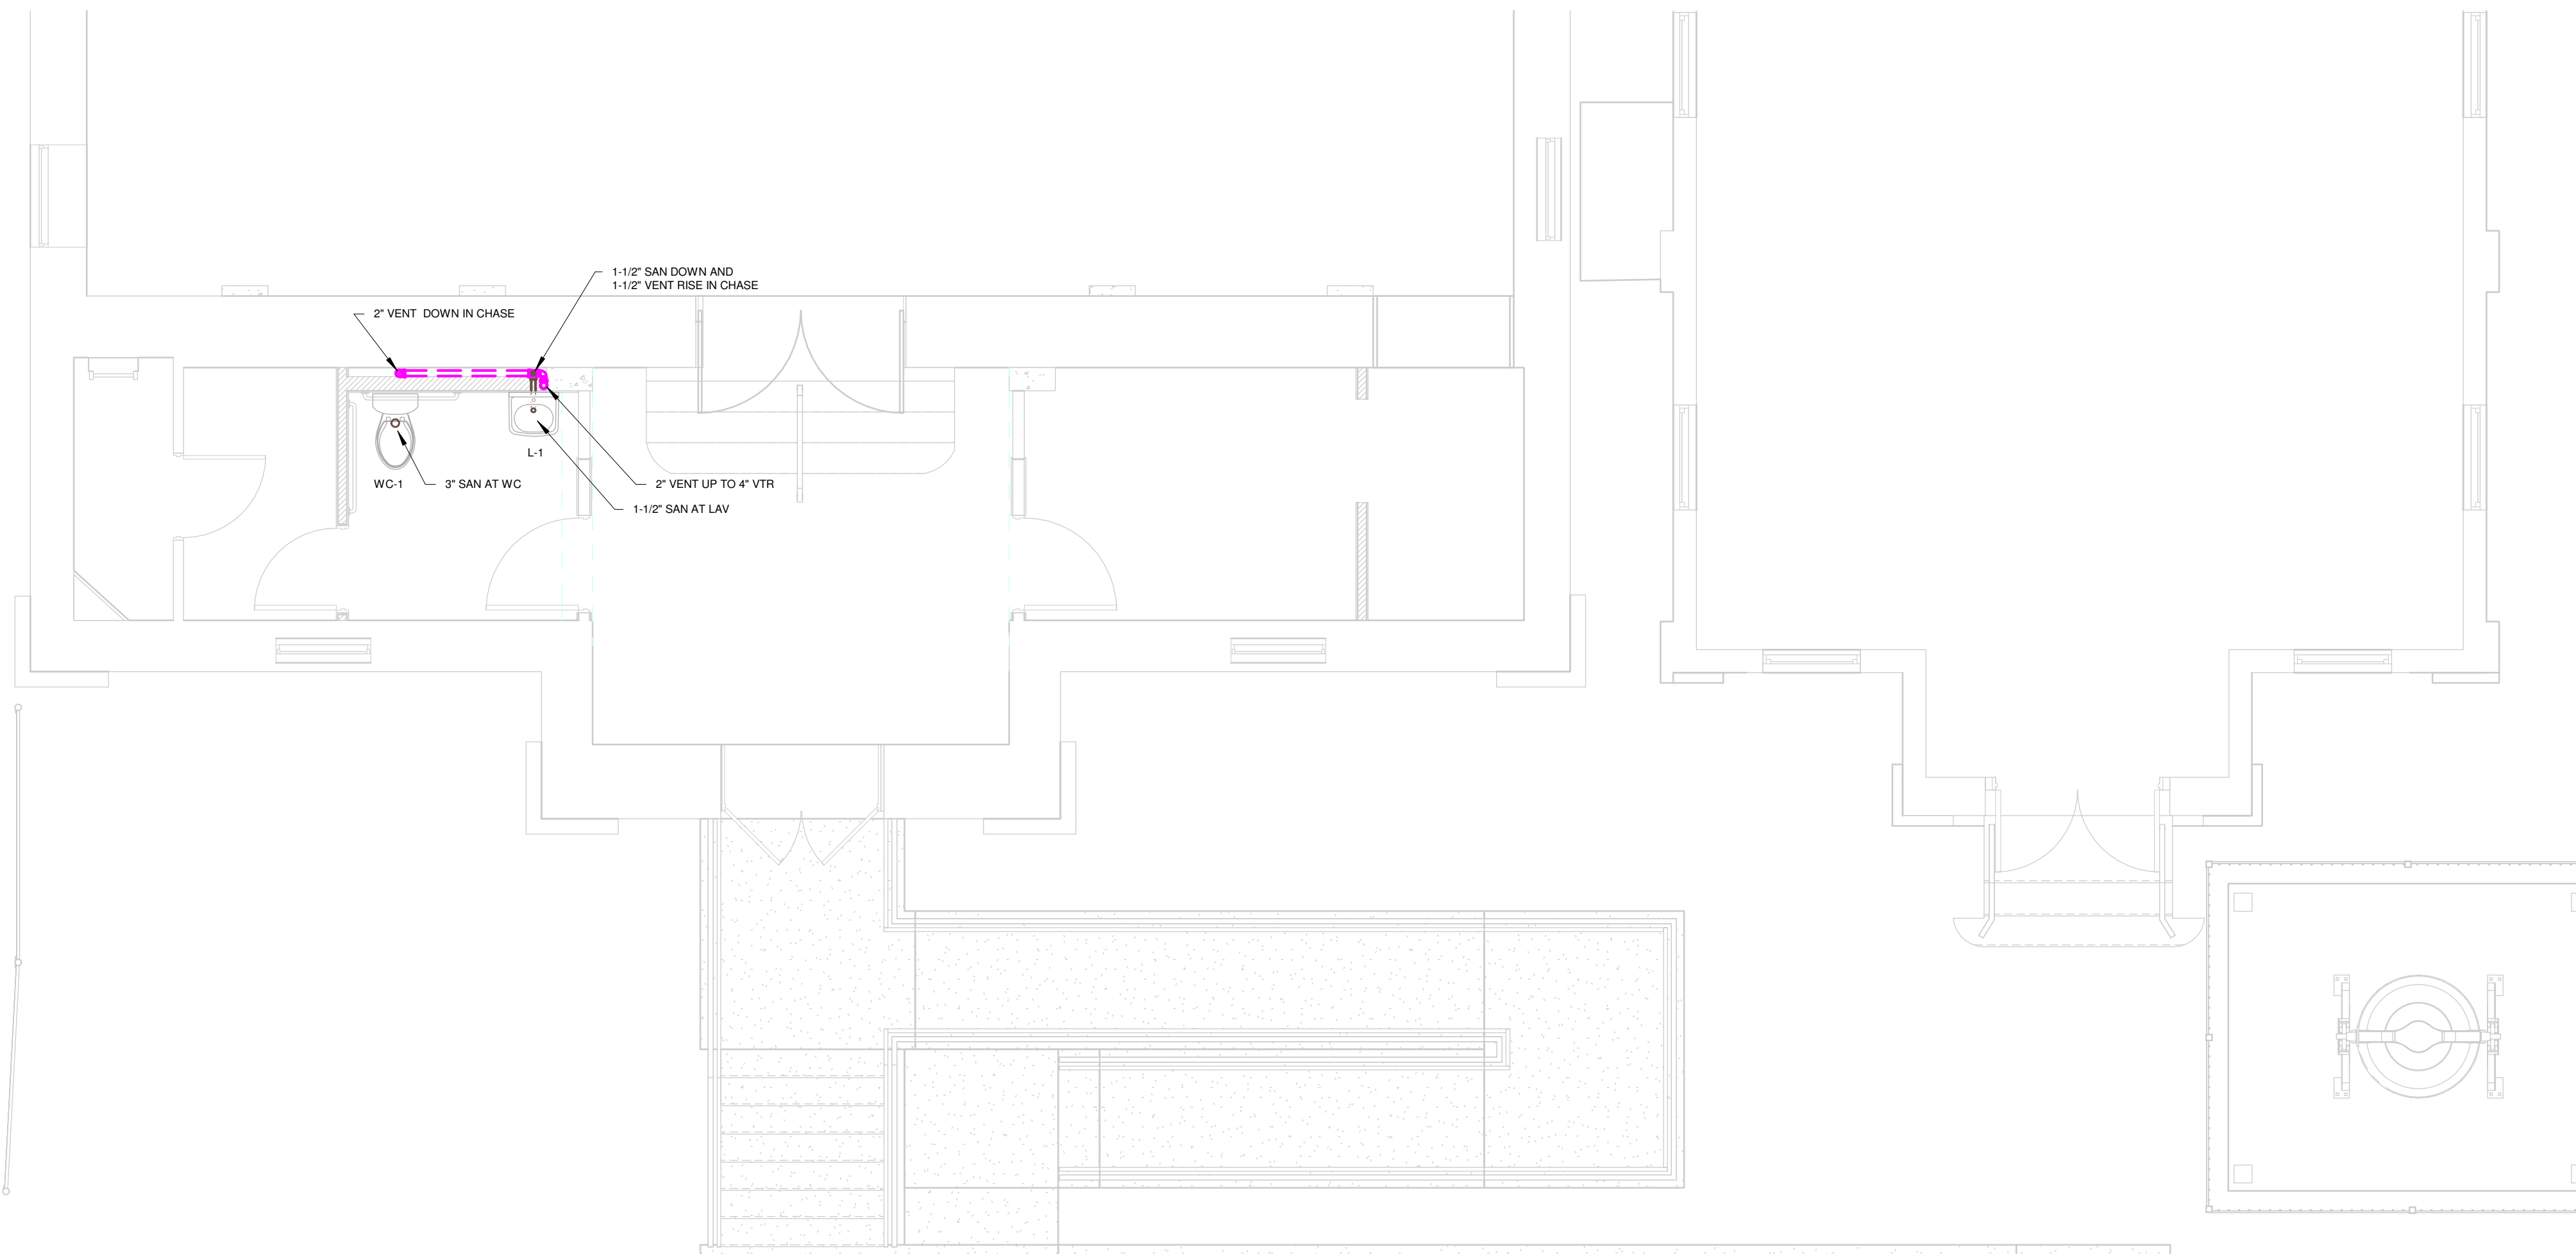 1-1/2" SAN DOWN AND
1-1/2" VENT RISE IN CHASE
2" VENT DOWN IN CHASE
L-1
WC-1
3" SAN AT WC
2" VENT UP TO 4" VTR
1-1/2" SAN AT LAV